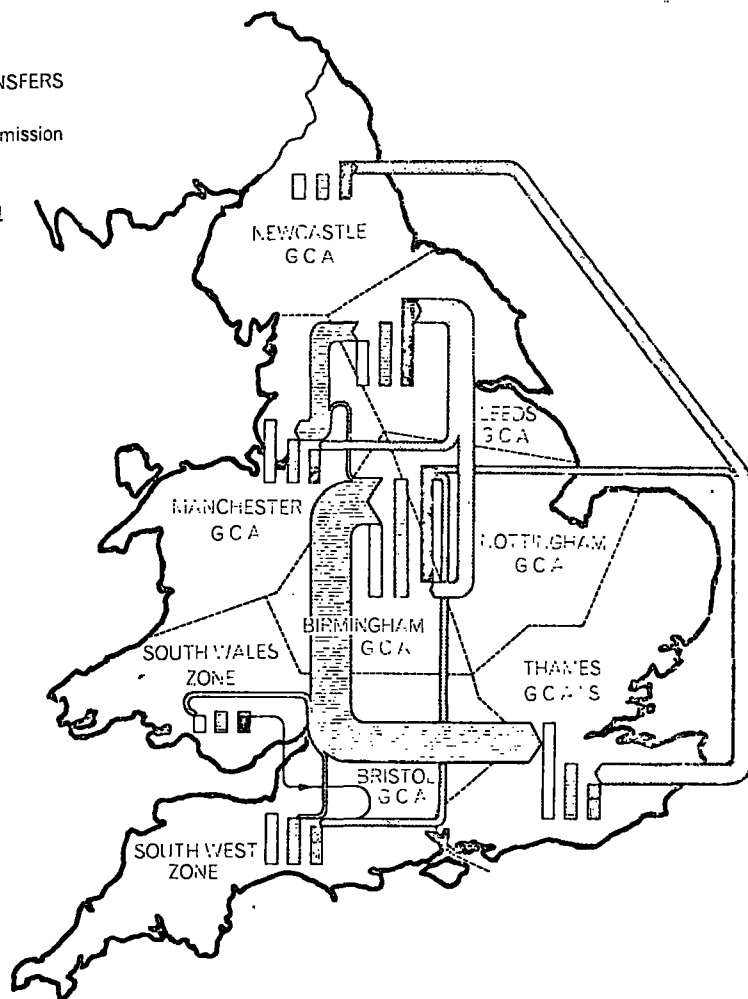 NSFERS
mission
NEWCASTLE
G C A
LEEDS
G C A
MANCHESTER
G C A
NOTTINGHAM
G C A
BIRMINGHAM
G C A
SOUTH WALES
ZONE
THAMES
G C A'S
BRISTOL
G C A
SOUTH WEST
ZONE